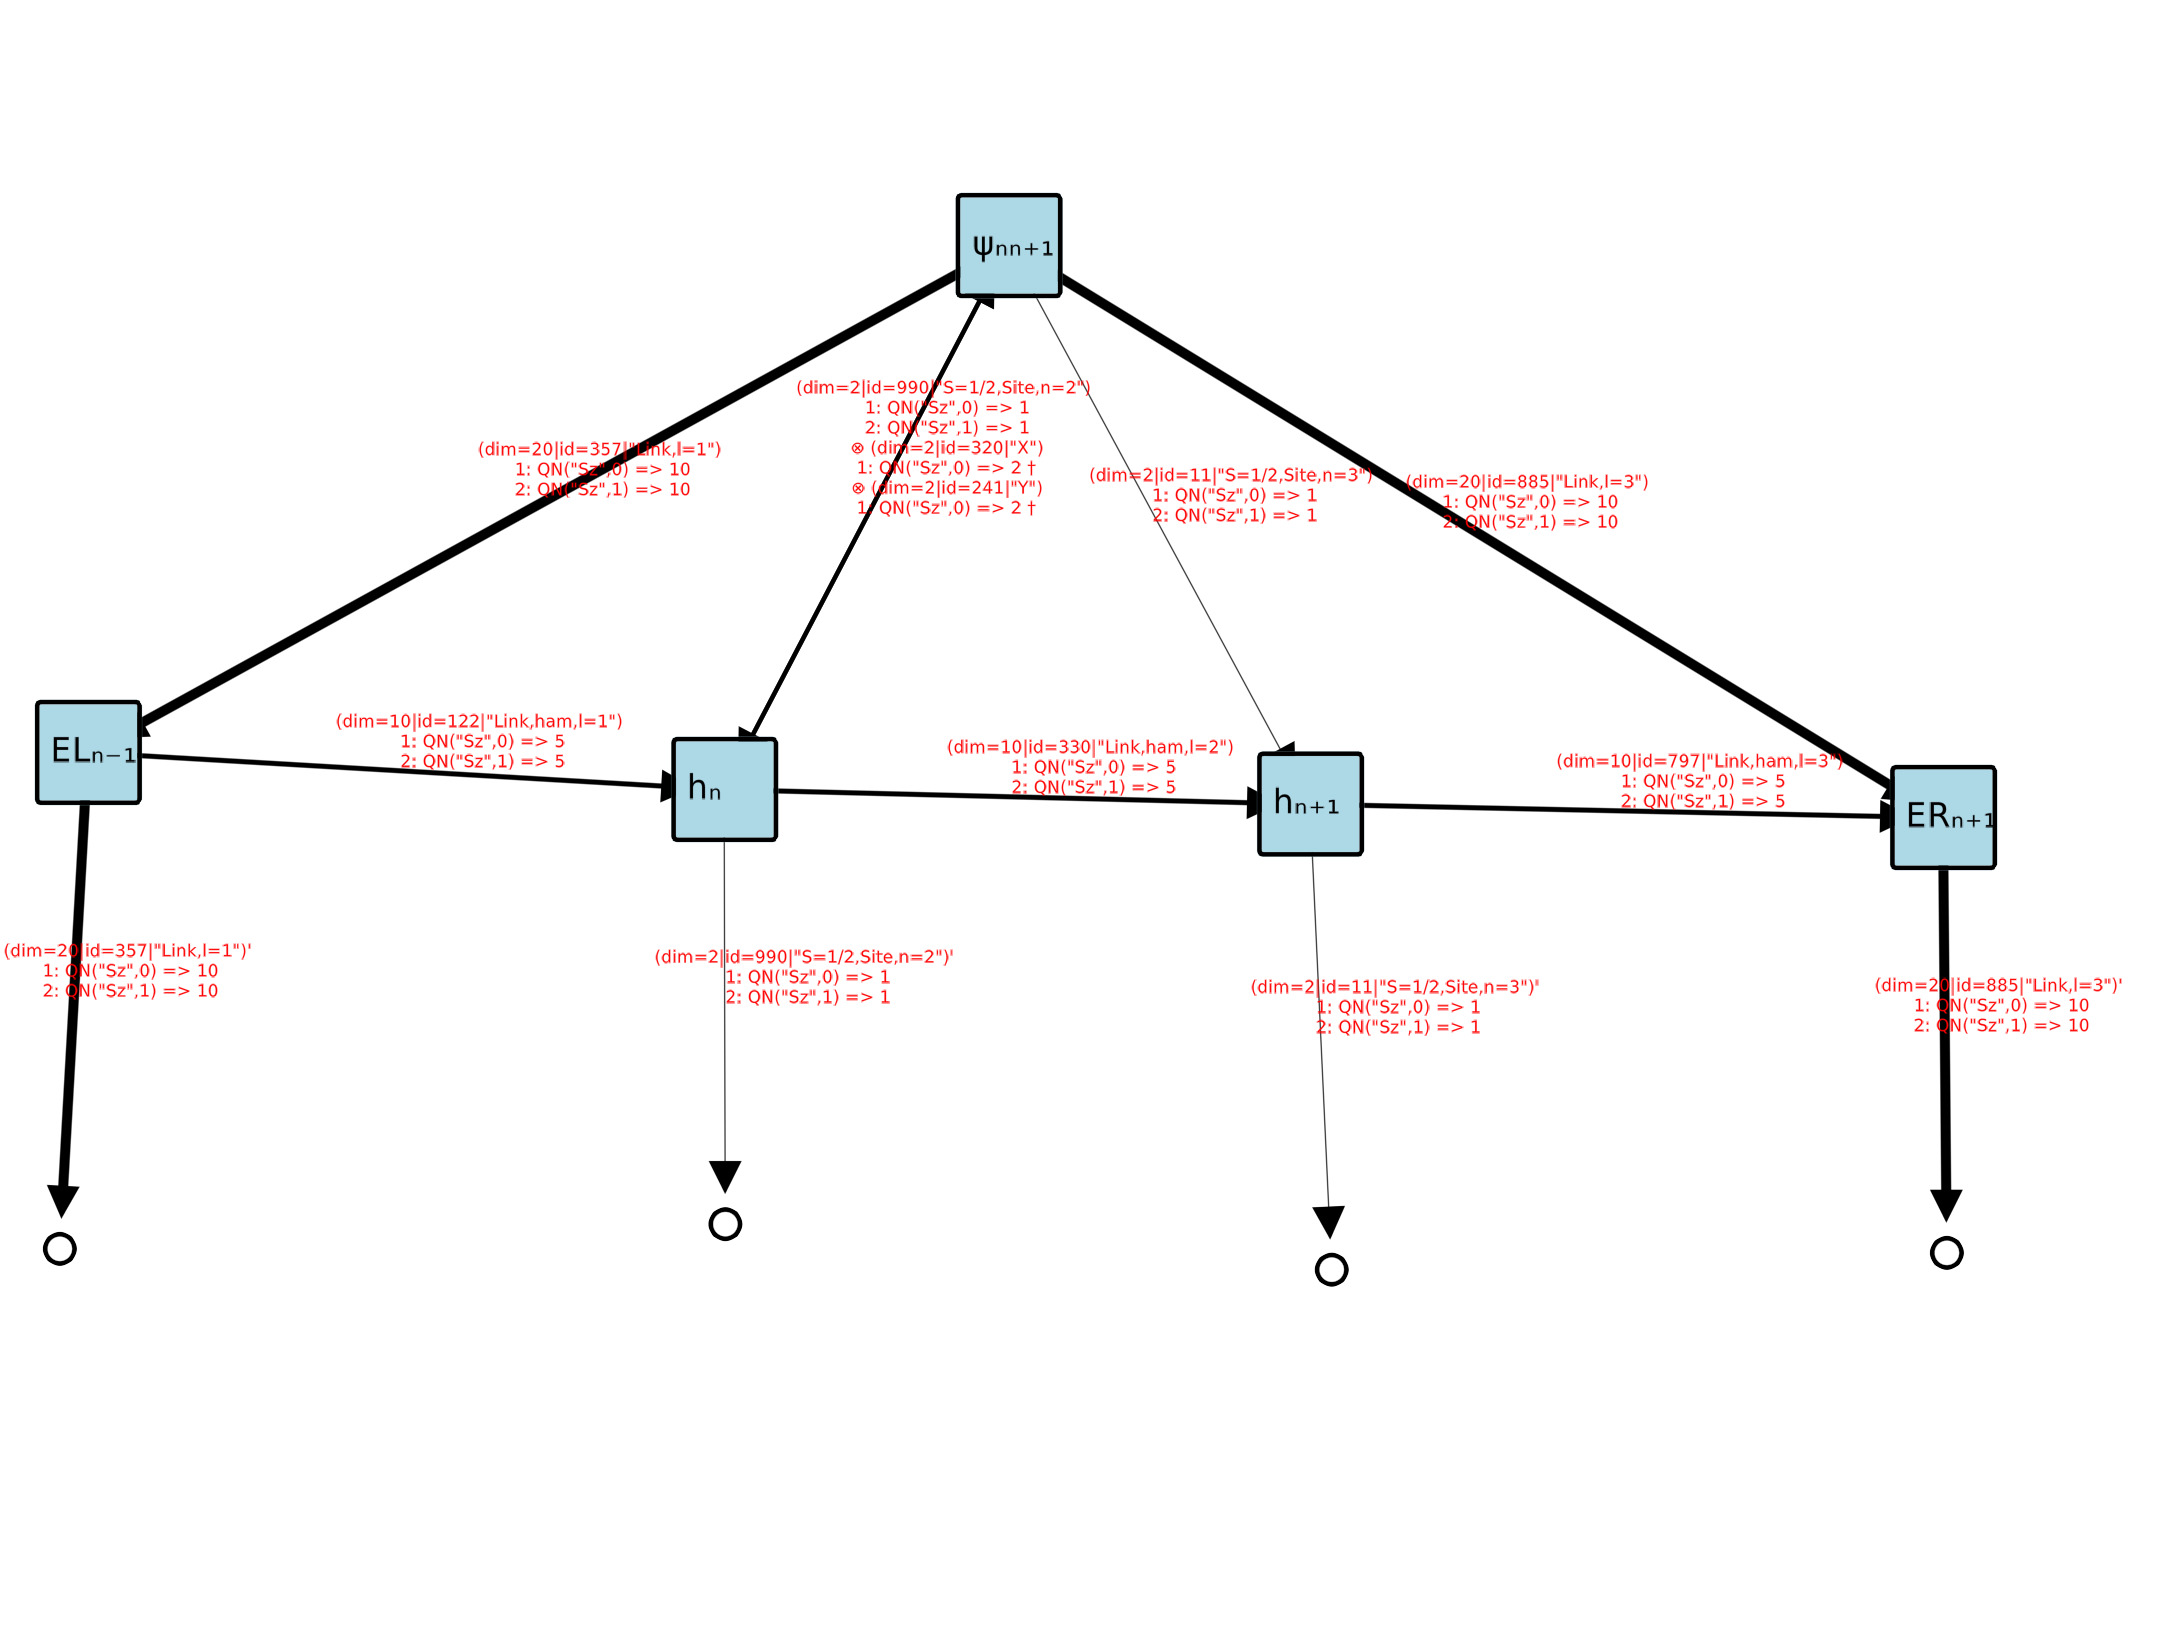 ψₙₙ₊₁
(dim=2|id=990|"S=1/2,Site,n=2")
1: QN("Sz",0) => 1
2: QN("Sz",1) => 1
⊗ (dim=2|id=320|"X")
1: QN("Sz",0) => 2 †
⊗ (dim=2|id=241|"Y")
1: QN("Sz",0) => 2 †
(dim=20|id=357|"Link,l=1")
1: QN("Sz",0) => 10
2: QN("Sz",1) => 10
(dim=2|id=11|"S=1/2,Site,n=3")
1: QN("Sz",0) => 1
2: QN("Sz",1) => 1
(dim=20|id=885|"Link,l=3")
1: QN("Sz",0) => 10
2: QN("Sz",1) => 10
ELₙ₋₁
(dim=10|id=122|"Link,ham,l=1")
1: QN("Sz",0) => 5
2: QN("Sz",1) => 5
hₙ
(dim=10|id=330|"Link,ham,l=2")
1: QN("Sz",0) => 5
2: QN("Sz",1) => 5
hₙ₊₁
(dim=10|id=797|"Link,ham,l=3")
1: QN("Sz",0) => 5
2: QN("Sz",1) => 5
ERₙ₊₁
(dim=20|id=357|"Link,l=1")'
1: QN("Sz",0) => 10
2: QN("Sz",1) => 10
(dim=2|id=990|"S=1/2,Site,n=2")'
1: QN("Sz",0) => 1
2: QN("Sz",1) => 1
(dim=2|id=11|"S=1/2,Site,n=3")'
1: QN("Sz",0) => 1
2: QN("Sz",1) => 1
(dim=20|id=885|"Link,l=3")'
1: QN("Sz",0) => 10
2: QN("Sz",1) => 10